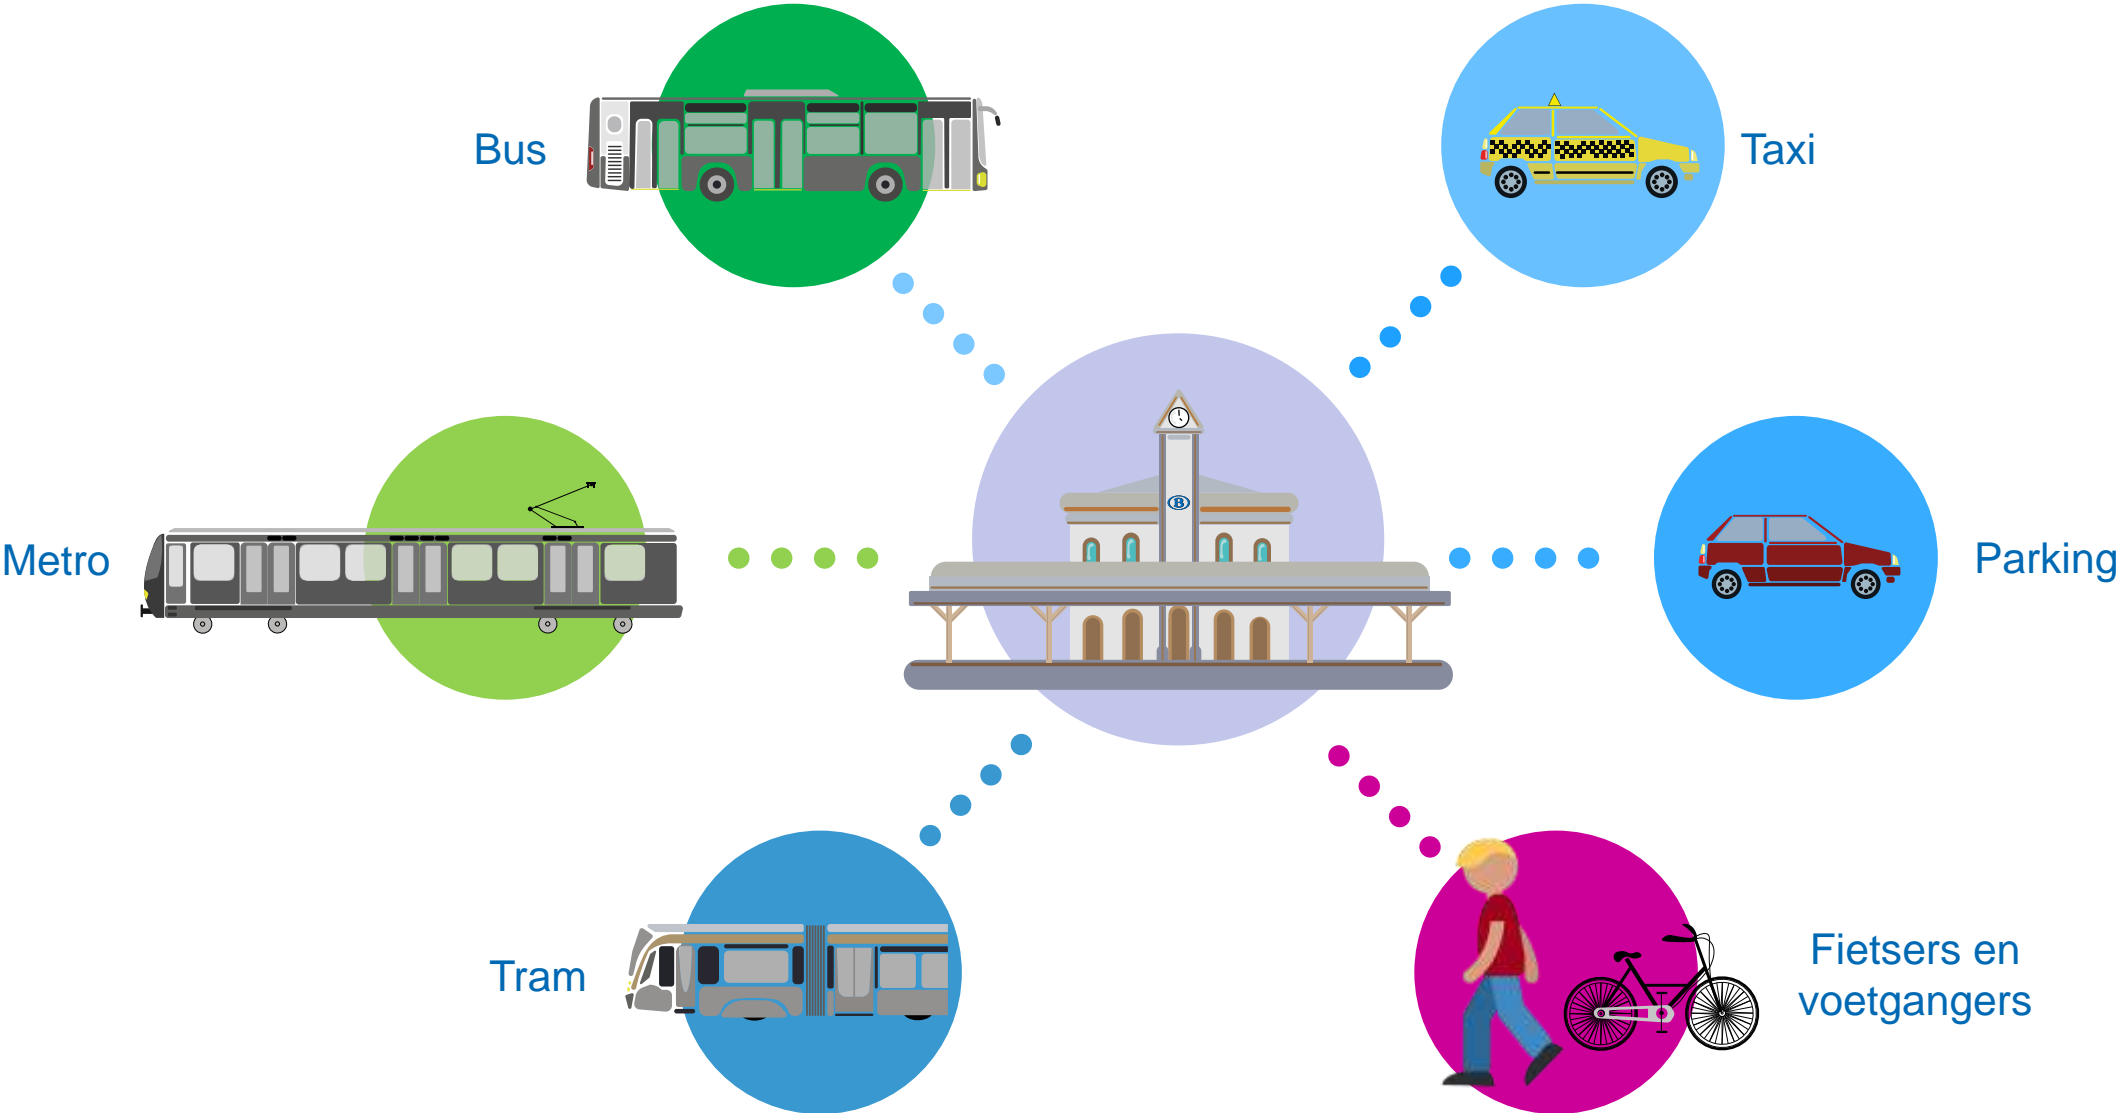 Bus
Taxi
B
Metro
Parking
Tram
Fietsers en
voetgangers